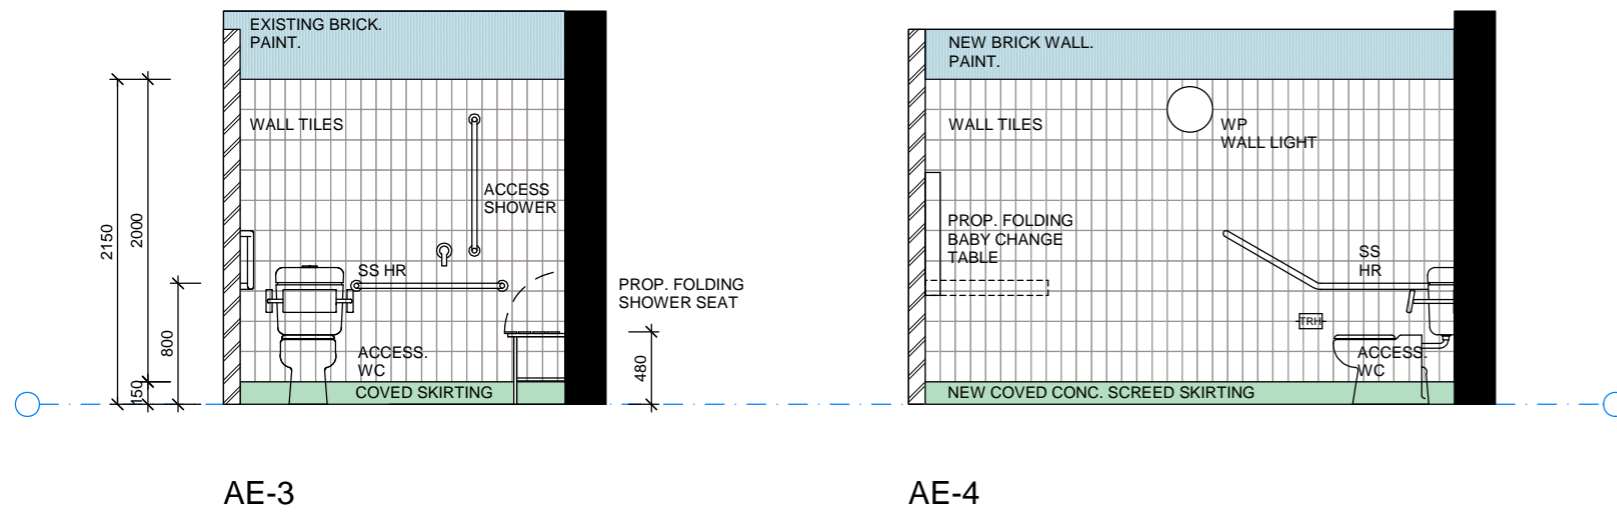 EXISTING BRICK.
PAINT.
WALL TILES
ACCESS
SHOWER
SS HR
ACCESS.
WC
COVED SKIRTING
2150
2000
800
150
PROP. FOLDING
SHOWER SEAT
480
AE-3
NEW BRICK WALL.
PAINT.
WALL TILES
WP
WALL LIGHT
PROP. FOLDING
BABY CHANGE
TABLE
SS
HR
TRH
ACCESS.
WC
NEW COVED CONC. SCREED SKIRTING
AE-4